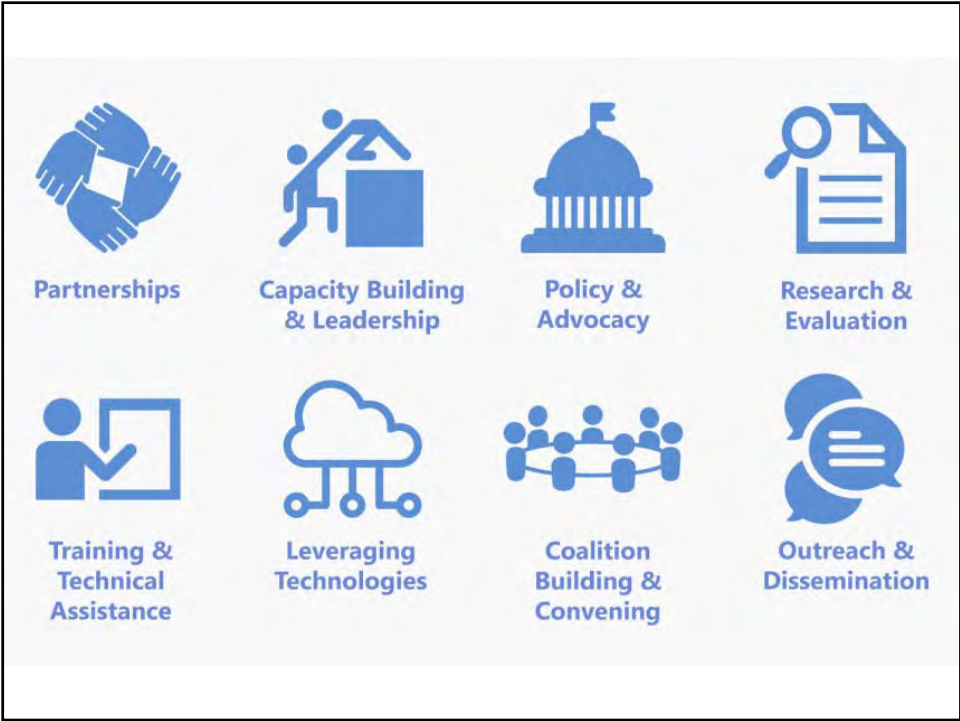 Partnerships
Capacity Building
& Leadership
Policy &
Advocacy
Research &
Evaluation
Training &
Technical
Assistance
Leveraging
Technologies
Coalition
Building &
Convening
Outreach &
Dissemination